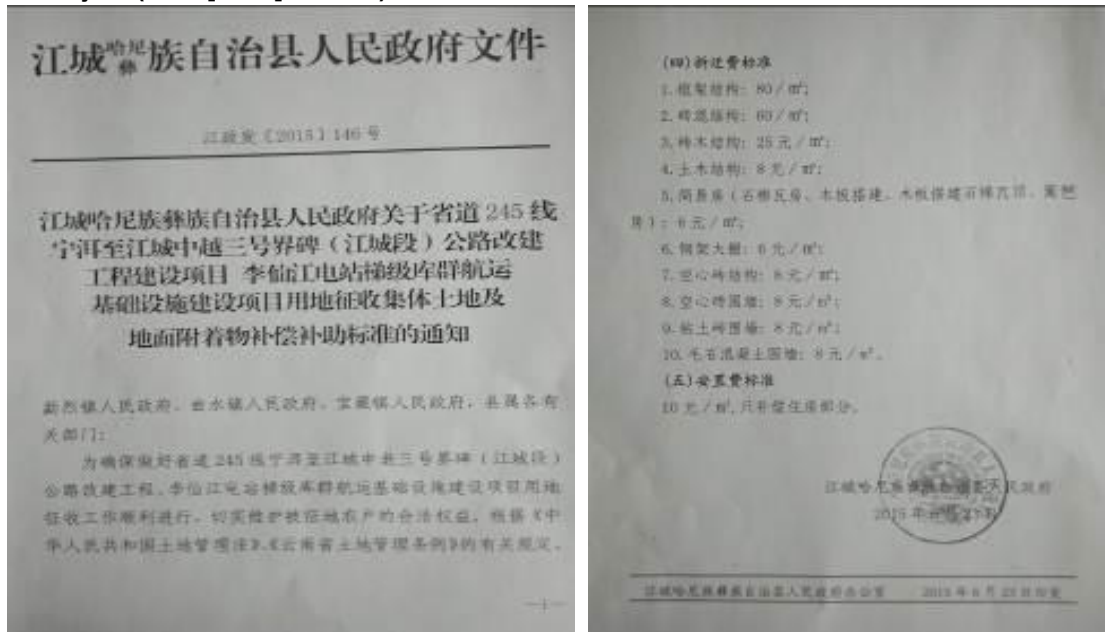 江城哈尼彝族自治县人民政府文件
江政发〔2015〕146号
江城哈尼族彝族自治县人民政府关于省道 245 线
宁洱至江城中越三号界碑（江城段）公路改建
工程建设项目 李仙江电站梯级库群航运
基础设施建设项目用地征收集体土地及
地面附着物补偿补助标准的通知
勐烈镇人民政府、曲水镇人民政府、宝藏镇人民政府，县属各有
关部门：
为确保做好省道 245 线宁洱至江城中越三号界碑（江城段）
公路改建工程、李仙江电站梯级库群航运基础设施建设项目用地
征收工作顺利进行，切实维护被征地农户的合法权益，根据《中
华人民共和国土地管理法》、《云南省土地管理条例》的有关规定，
—1—
(四)拆迁费标准
1.框架结构：80／㎡；
2.砖混结构：60／㎡；
3.砖木结构：25 元／㎡；
4.土木结构：8 元／㎡；
5.简易房（石棉瓦房、木板搭建、木板搭建石棉瓦顶、篱笆
房）：6 元／㎡；
6.钢架大棚：6 元／㎡；
7.空心砖结构：8 元／㎡；
8.空心砖围墙：8 元／㎡；
9.粘土砖围墙：8 元／㎡；
10.毛石混凝土围墙：8 元／㎡。
(五)安置费标准
10 元／㎡，只补偿住房部分。
江城哈尼族彝族自治县人民政府
2015 年
江城哈尼族彝族自治县人民政府办公室 2015 年 6 月 23 日印发